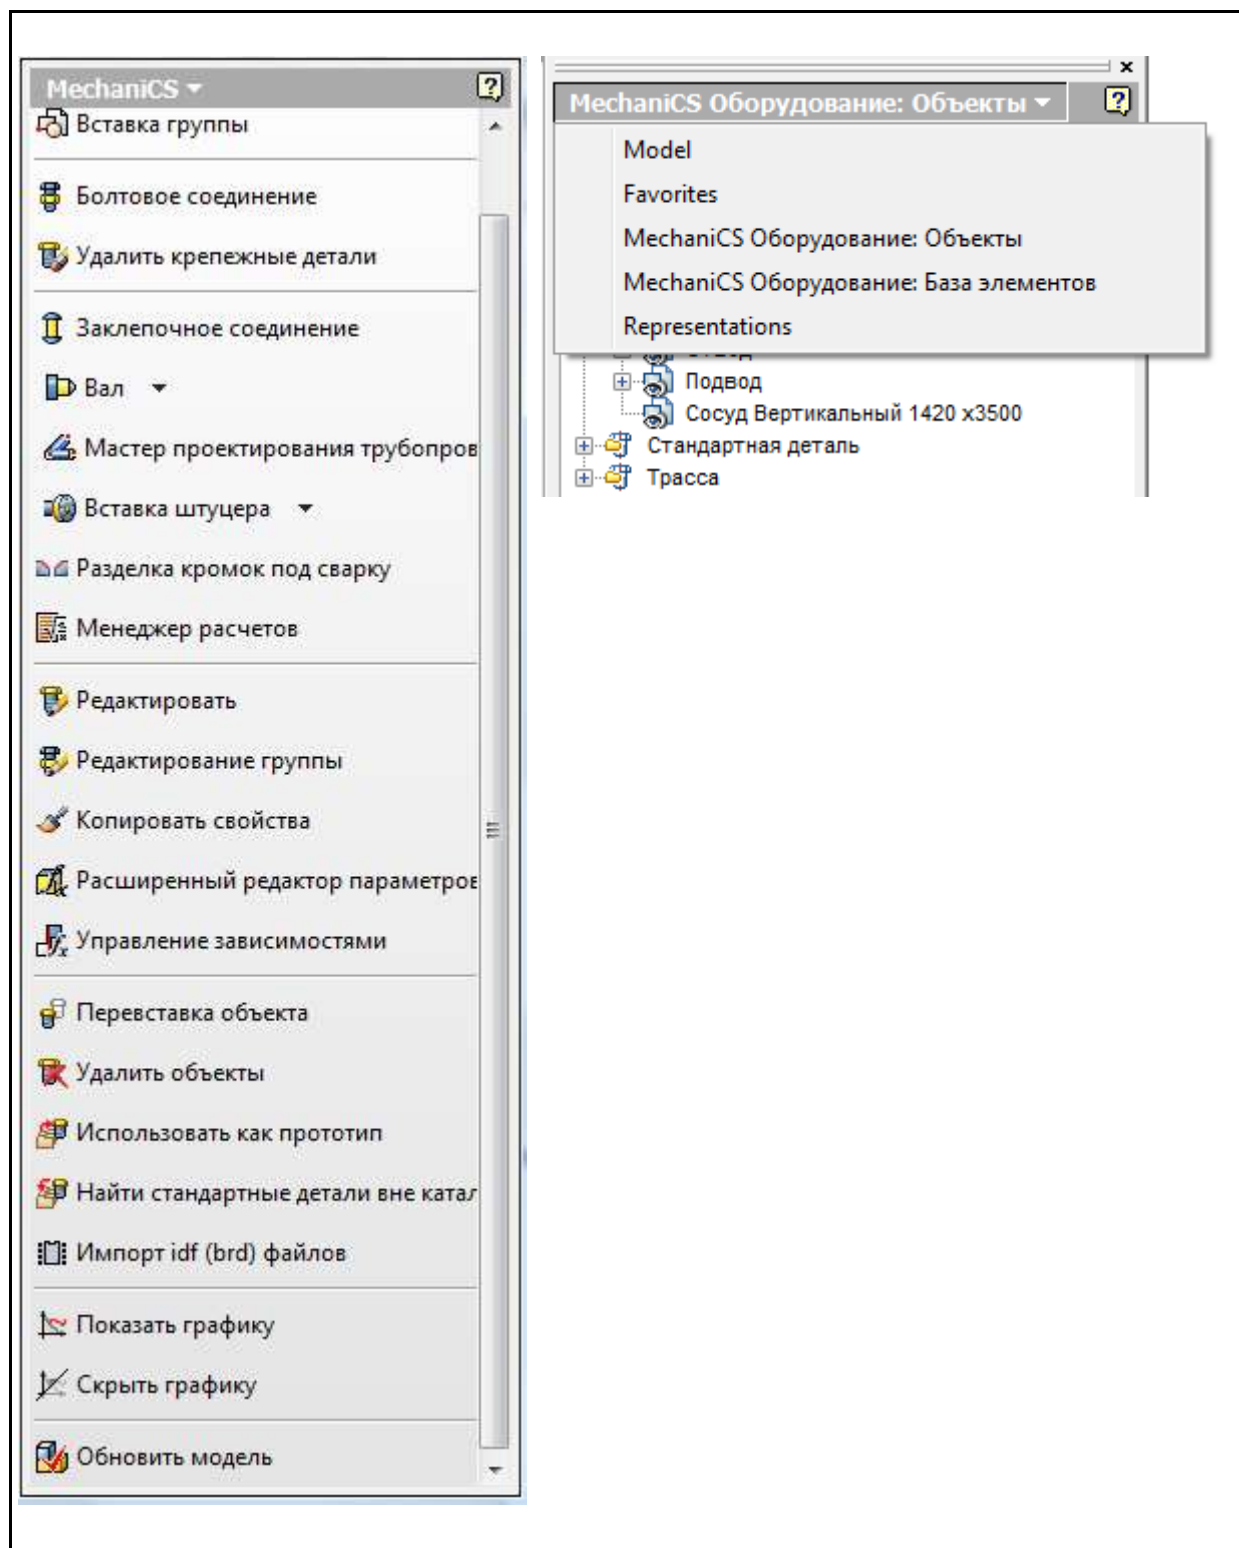 MechaniCS
Вставка группы
Болтовое соединение
Удалить крепежные детали
Заклепочное соединение
Вал
Мастер проектирования трубопров
Вставка штуцера
Разделка кромок под сварку
Менеджер расчетов
Редактировать
Редактирование группы
Копировать свойства
Расширенный редактор параметров
Управление зависимостями
Перевставка объекта
Удалить объекты
Использовать как прототип
Найти стандартные детали вне катал
Импорт idf (brd) файлов
Показать графику
Скрыть графику
Обновить модель
MechaniCS Оборудование: Объекты
Model
Favorites
MechaniCS Оборудование: Объекты
MechaniCS Оборудование: База элементов
Representations
Подвод
Сосуд Вертикальный 1420 x3500
Стандартная деталь
Трасса